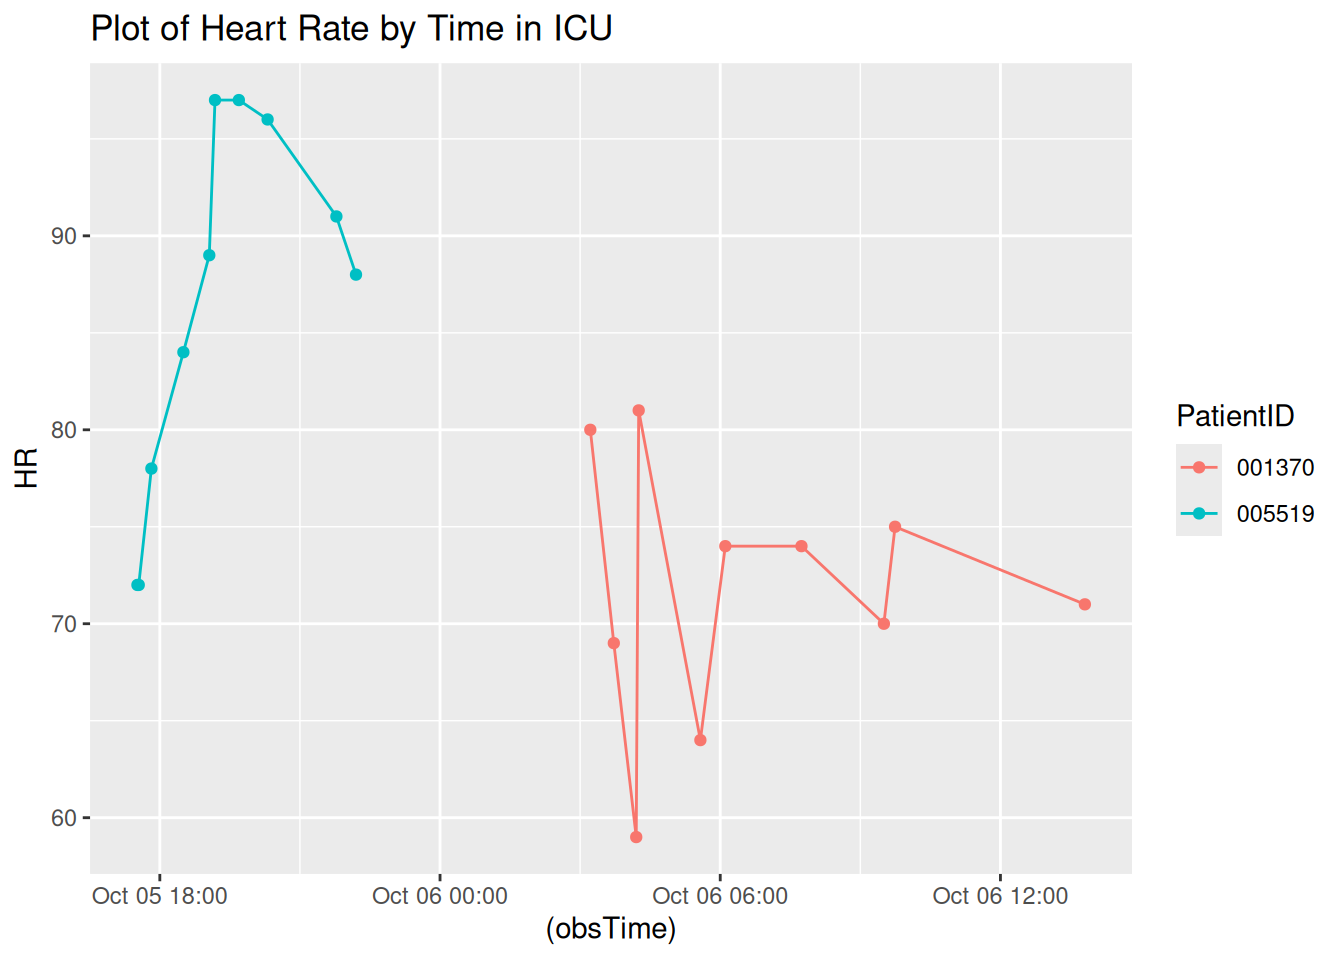 Plot of Heart Rate by Time in ICU
HR
90
80
70
60
Oct 05 18:00
Oct 06 00:00
Oct 06 06:00
Oct 06 12:00
(obsTime)
PatientID
001370
005519